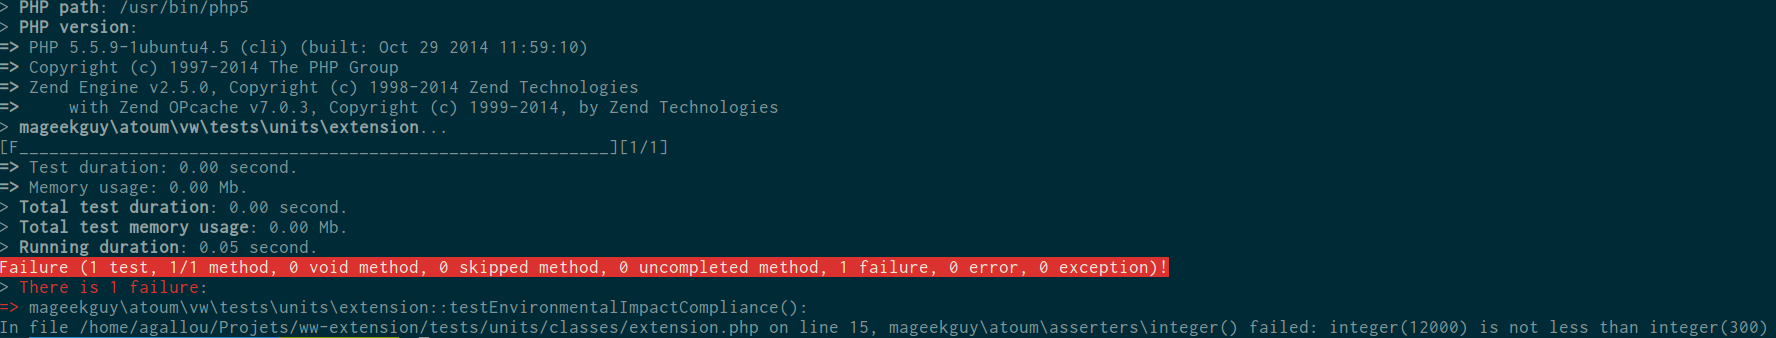 > PHP path: /usr/bin/php5
> PHP version:
=> PHP 5.5.9-1ubuntu4.5 (cli) (built: Oct 29 2014 11:59:10)
=> Copyright (c) 1997-2014 The PHP Group
=> Zend Engine v2.5.0, Copyright (c) 1998-2014 Zend Technologies
=>     with Zend OPcache v7.0.3, Copyright (c) 1999-2014, by Zend Technologies
> mageekguy\atoum\vw\tests\units\extension...
[F___________________________________________________________][1/1]
=> Test duration: 0.00 second.
=> Memory usage: 0.00 Mb.
> Total test duration: 0.00 second.
> Total test memory usage: 0.00 Mb.
> Running duration: 0.05 second.
Failure (1 test, 1/1 method, 0 void method, 0 skipped method, 0 uncompleted method, 1 failure, 0 error, 0 exception)!
> There is 1 failure:
=> mageekguy\atoum\vw\tests\units\extension::testEnvironmentalImpactCompliance():
In file /home/agallou/Projets/ww-extension/tests/units/classes/extension.php on line 15, mageekguy\atoum\asserters\integer() failed: integer(12000) is not less than integer(300)